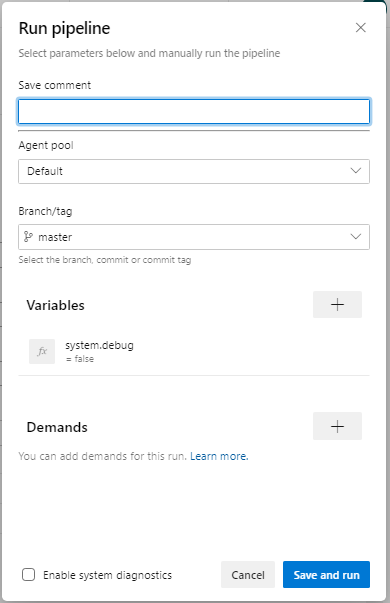 Run pipeline
Select parameters below and manually run the pipeline
Save comment
Agent pool
Default
Branch/tag
master
Select the branch, commit or commit tag
Variables
fx
system.debug
= false
Demands
You can add demands for this run. Learn more.
Enable system diagnostics
Cancel
Save and run